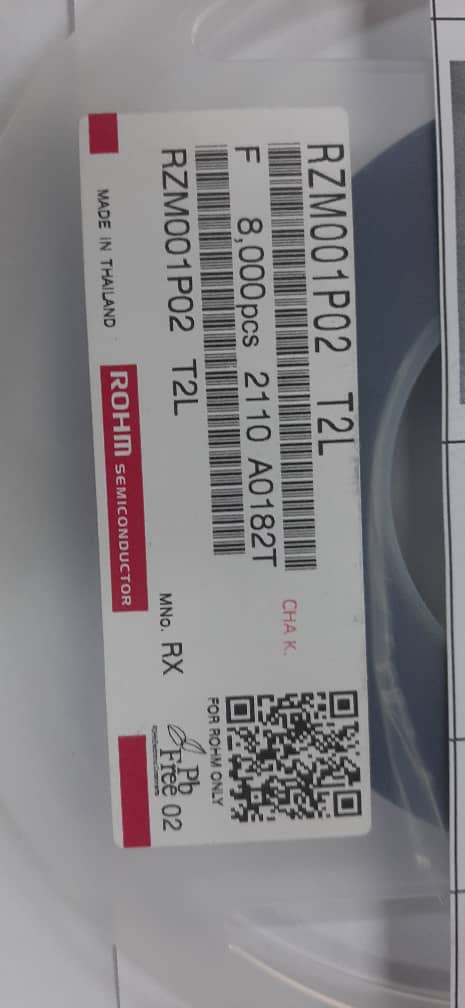 RZM001P02 T2L
F 8,000pcs 2110 A0182T
CHA K.
RZM001P02 T2L
MNo. RX
FOR ROHM ONLY
Pb
Free 02
MADE IN THAILAND
ROHM SEMICONDUCTOR